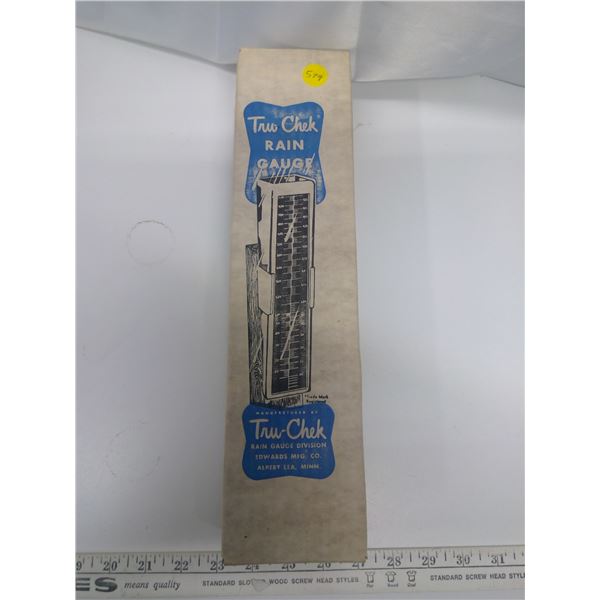 574
Tru Chek
RAIN
GAUGE
*Trade Mark
Registered
MANUFACTURED BY
Tru-Chek
RAIN GAUGE DIVISION
EDWARDS MFG. CO.
ALBERT LEA, MINN.
20 21 22 23 24 25 26 27 28 29 30 31
ES means quality STANDARD SLOTTED WOOD SCREW HEAD STYLES STANDARD WOOD SCREW HEAD STYLES